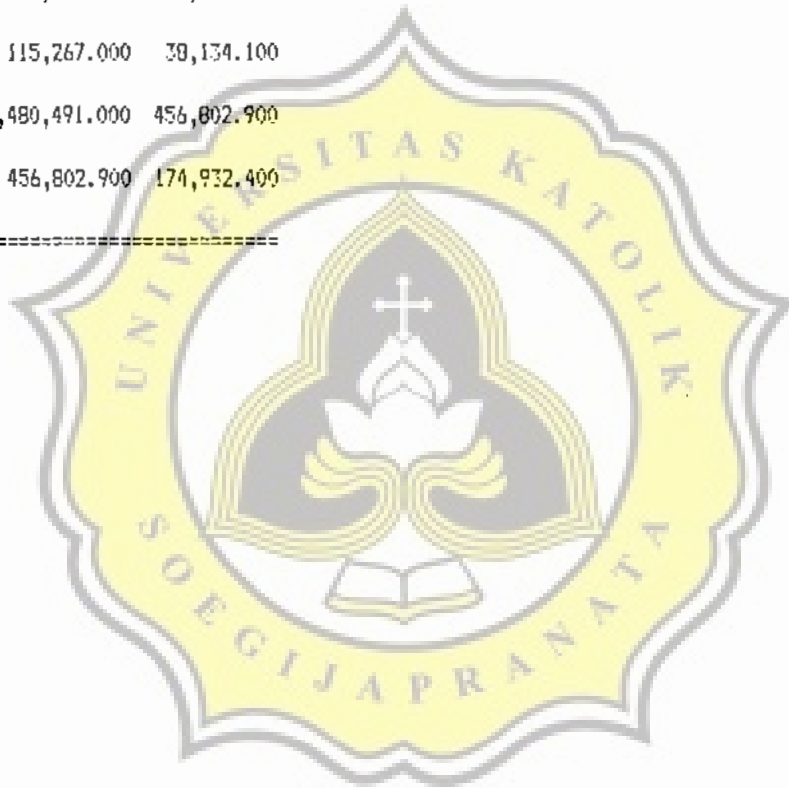 115,267.000 38,134.100
,480,491.000 456,802.900
456,802.900 174,932.400
==========================
UNIVERSITAS KATOLIK
SOEGIJAPRANATA